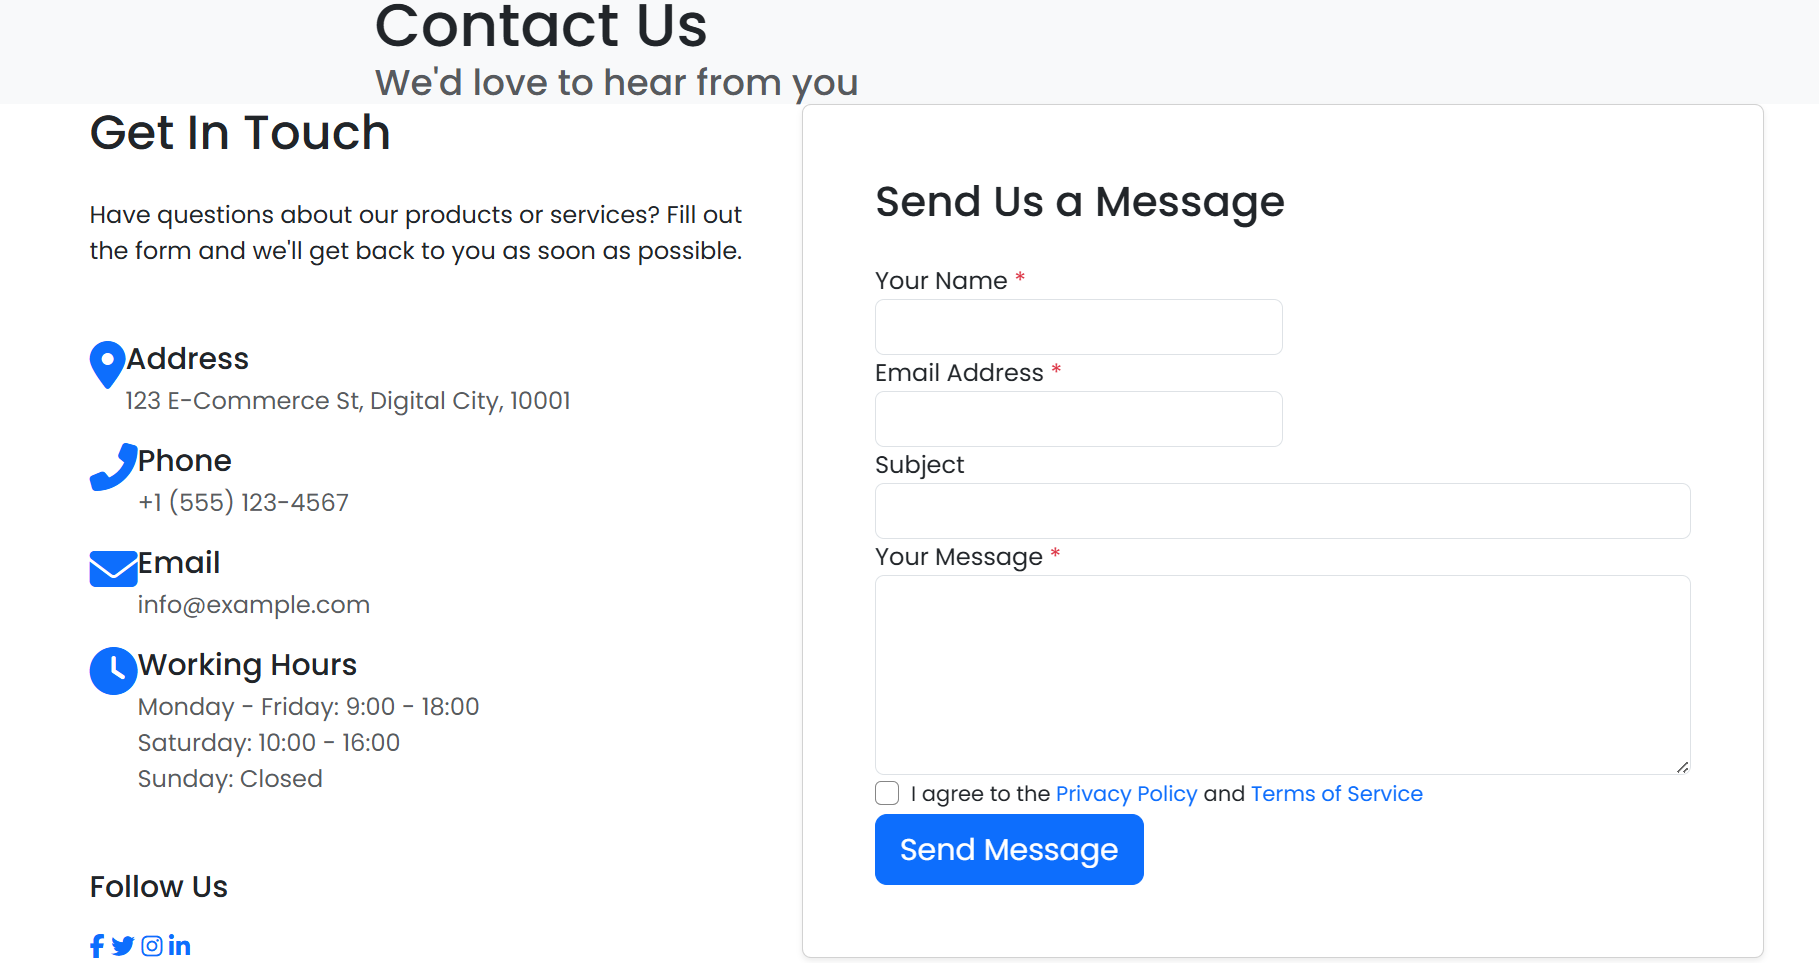 Contact Us
We'd love to hear from you
Get In Touch
Have questions about our products or services? Fill out
the form and we'll get back to you as soon as possible.
Address
123 E-Commerce St, Digital City, 10001
Phone
+1 (555) 123-4567
Email
info@example.com
Working Hours
Monday - Friday: 9:00 - 18:00
Saturday: 10:00 - 16:00
Sunday: Closed
Follow Us
Send Us a Message
Your Name *
Email Address *
Subject
Your Message *
I agree to the Privacy Policy and Terms of Service
Send Message